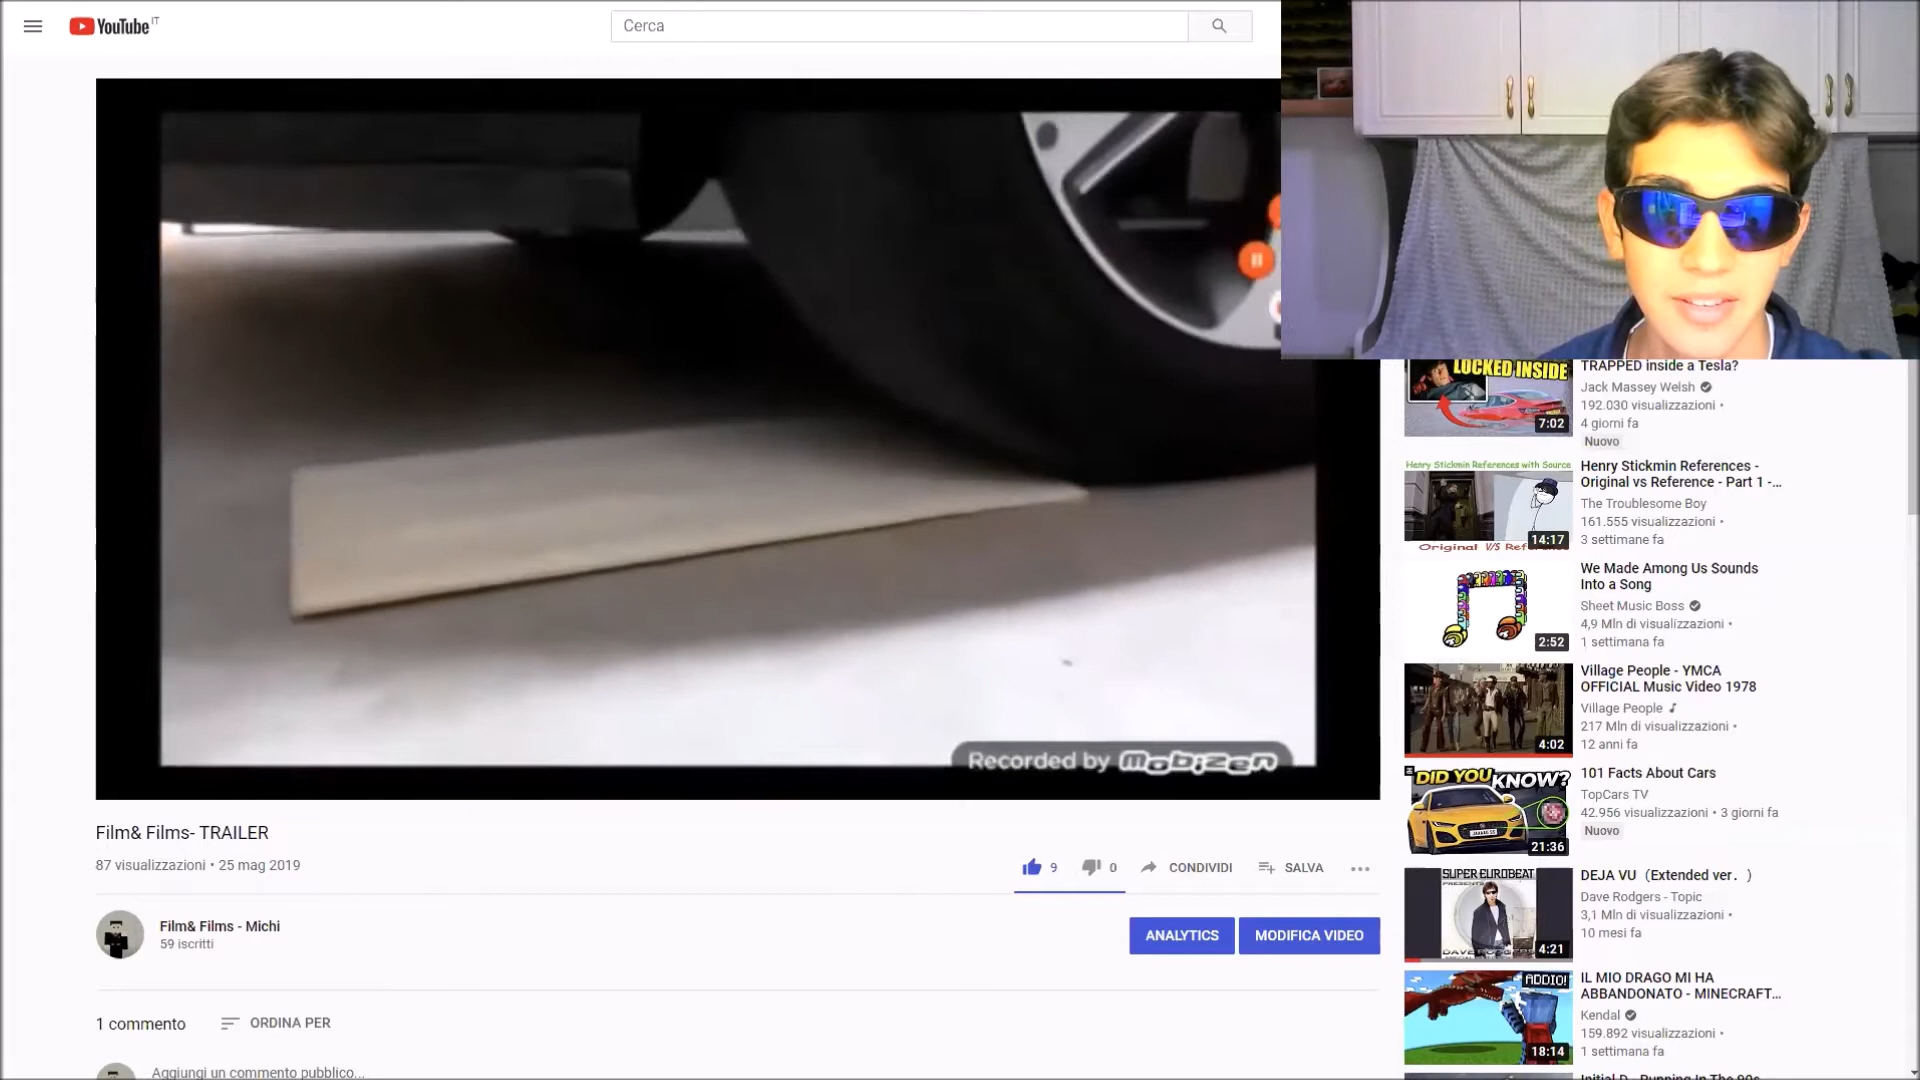 YouTube IT
Cerca
Recorded by Mobizen
Film& Films- TRAILER
87 visualizzazioni • 25 mag 2019
9
0
CONDIVIDI
SALVA
Film& Films - Michi
59 iscritti
ANALYTICS
MODIFICA VIDEO
1 commento
ORDINA PER
Aggiungi un commento pubblico...
LOCKED INSIDE
7:02
TRAPPED inside a Tesla?
Jack Massey Welsh
192.030 visualizzazioni •
4 giorni fa
Nuovo
Henry Stickmin References with Source
Original V/S
14:17
Henry Stickmin References -
Original vs Reference - Part 1 -...
The Troublesome Boy
161.555 visualizzazioni •
3 settimane fa
2:52
We Made Among Us Sounds
Into a Song
Sheet Music Boss
4,9 Mln di visualizzazioni •
1 settimana fa
4:02
Village People - YMCA
OFFICIAL Music Video 1978
Village People
217 Mln di visualizzazioni •
12 anni fa
DID YOU KNOW?
21:36
101 Facts About Cars
TopCars TV
42.956 visualizzazioni • 3 giorni fa
Nuovo
SUPER EUROBEAT
PRESENTS
4:21
DEJA VU (Extended ver. )
Dave Rodgers - Topic
3,1 Mln di visualizzazioni •
10 mesi fa
ADDIO!
18:14
IL MIO DRAGO MI HA
ABBANDONATO - MINECRAFT...
Kendal
159.892 visualizzazioni •
1 settimana fa
Initial D - Running In The 90s